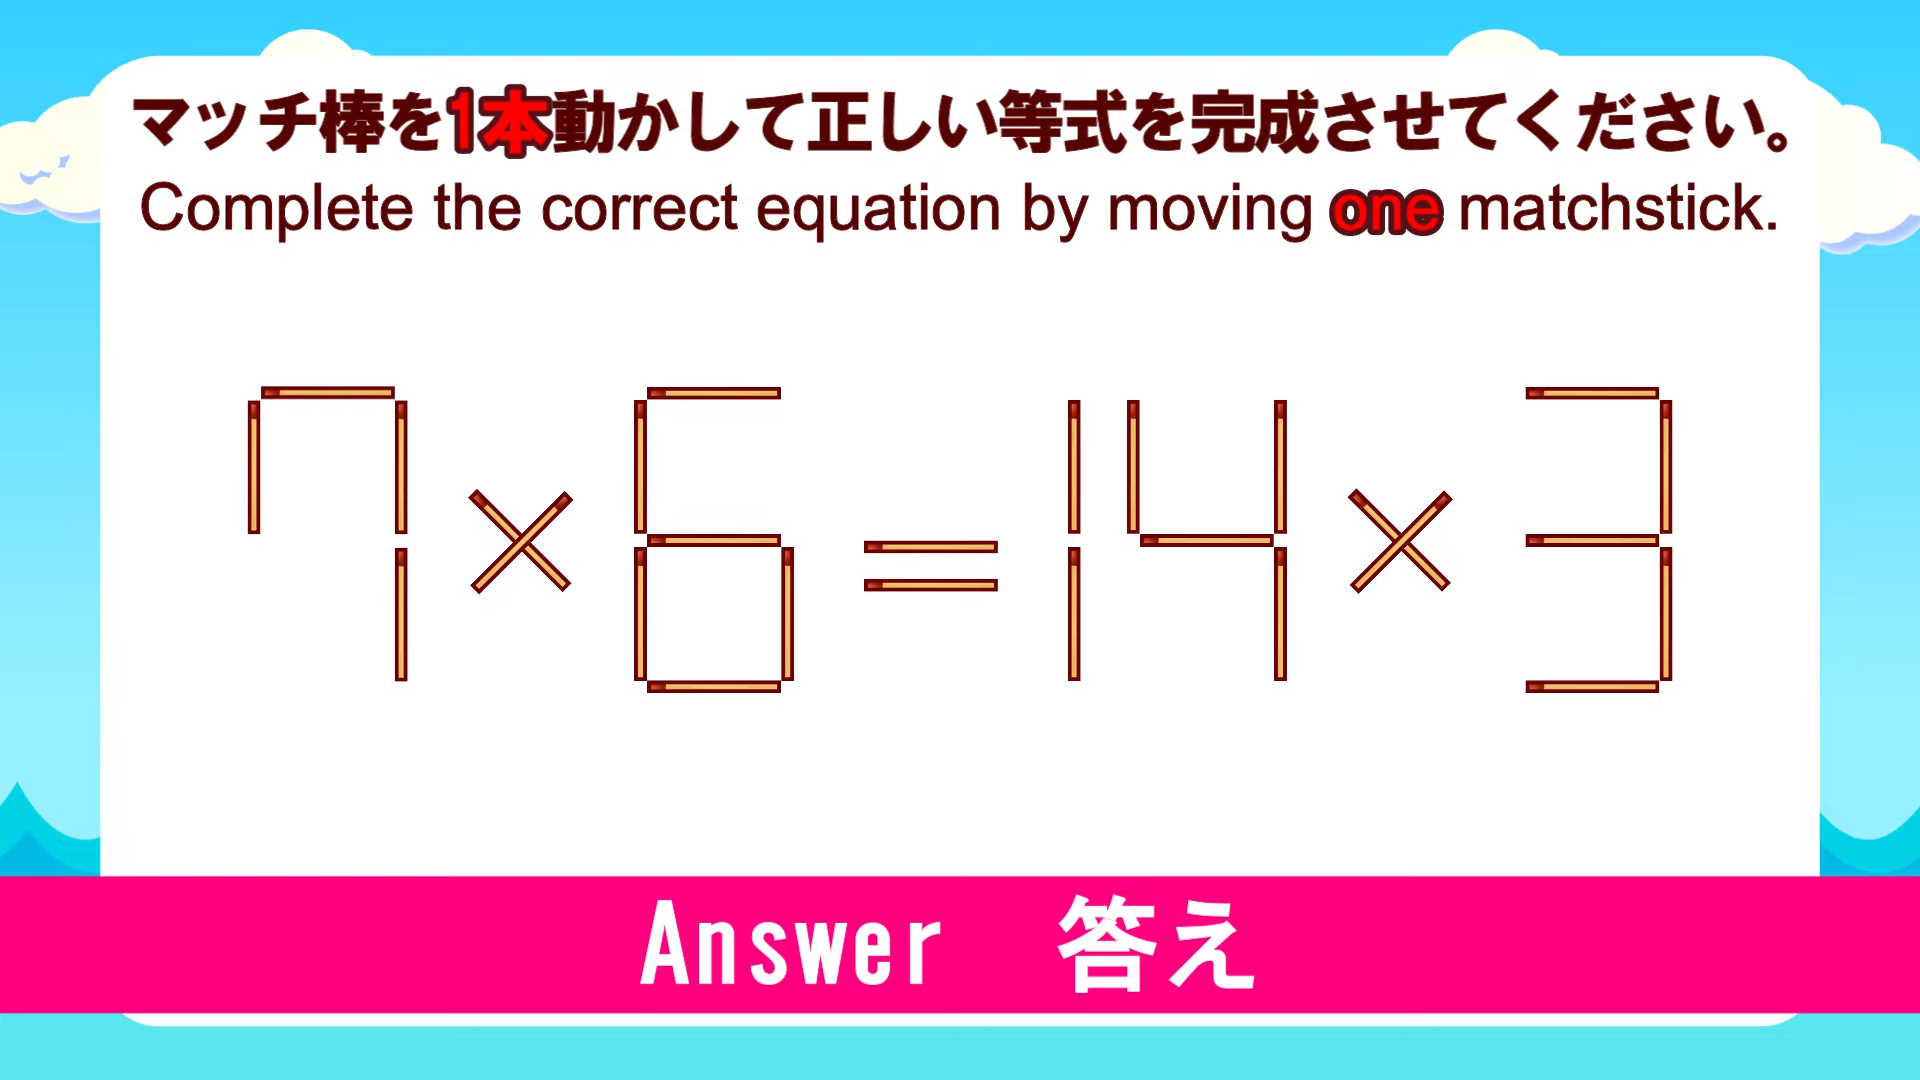 マッチ棒を1本動かして正しい等式を完成させてください。
Complete the correct equation by moving one matchstick.
7×6=14×3
Answer 答え